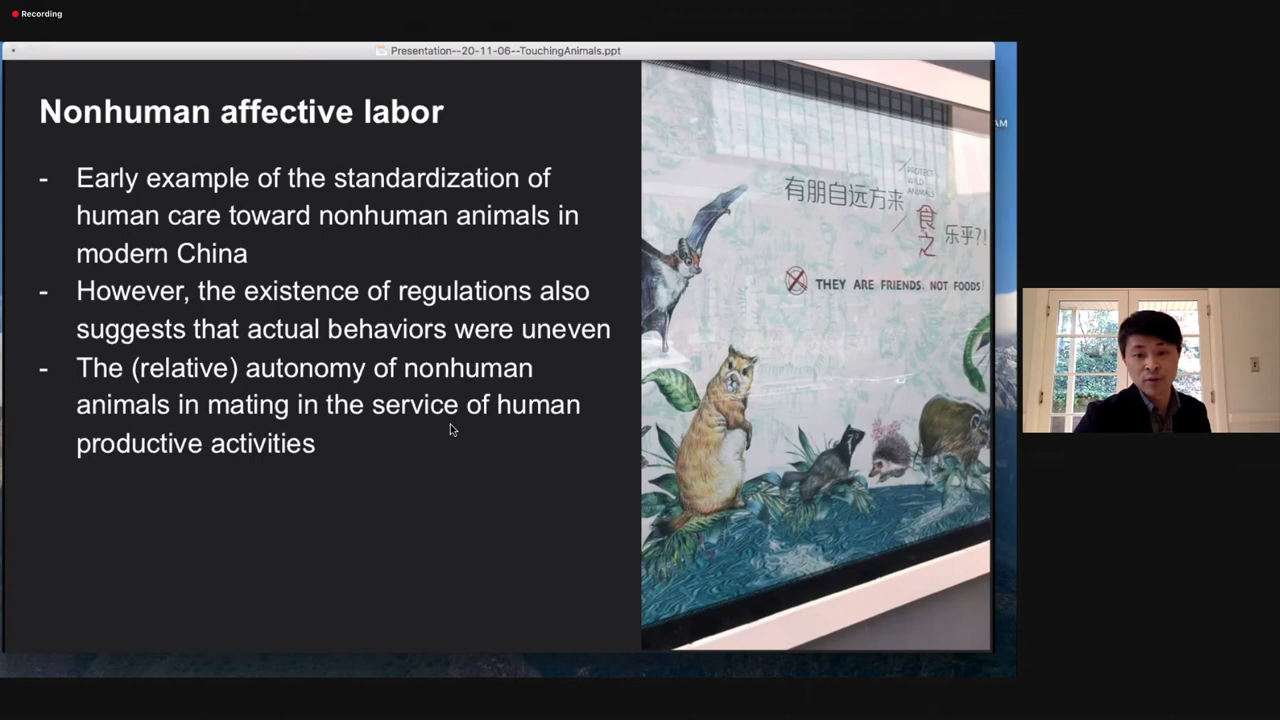 Recording
Presentation--20-11-06--TouchingAnimals.ppt
Nonhuman affective labor
- Early example of the standardization of
human care toward nonhuman animals in
modern China
- However, the existence of regulations also
suggests that actual behaviors were uneven
- The (relative) autonomy of nonhuman
animals in mating in the service of human
productive activities
PROTECT
WILD
ANIMALS
有朋自远方来
食之
乐乎?!
THEY ARE FRIENDS, NOT FOODS!
AM